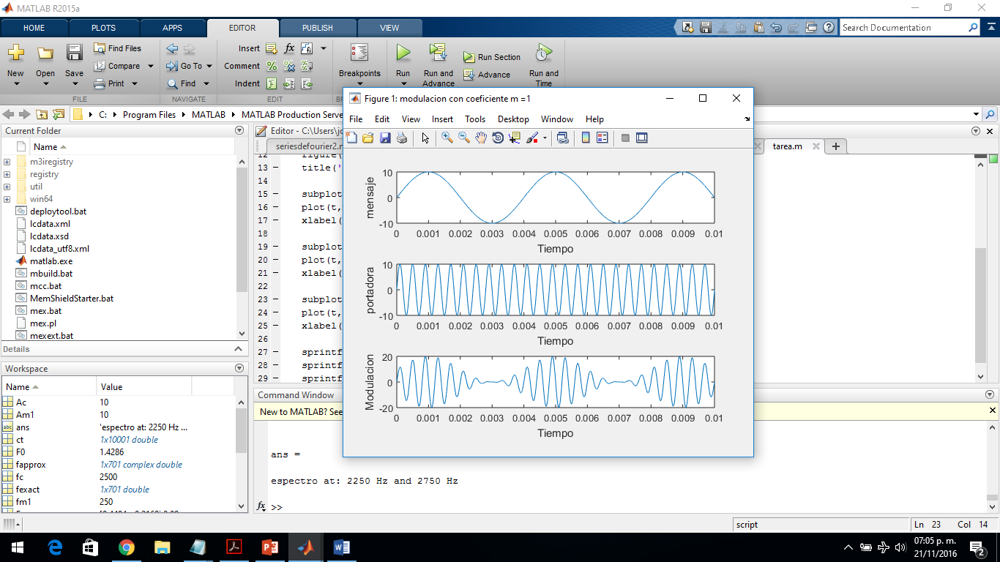 MATLAB R2015a
HOME PLOTS APPS EDITOR PUBLISH VIEW
Search Documentation
New Open Save Find Files Compare Print
FILE
Go To Find
NAVIGATE
Insert fx
Comment
Indent
EDIT
Breakpoints
Run Run and Advance Run Section Advance Run and Time
C: Program Files MATLAB MATLAB Production Serve
Current Folder
Name
m3iregistry
registry
util
win64
deploytool.bat
lcdata.xml
lcdata.xsd
lcdata_utf8.xml
matlab.exe
mbuild.bat
mcc.bat
MemShieldStarter.bat
mex.bat
mex.pl
mexext.bat
Details
Workspace
Name Value
Ac 10
Am1 10
ans 'espectro at: 2250 Hz ...
ct 1x10001 double
F0 1.4286
fapprox 1x701 complex double
fc 2500
fexact 1x701 double
fm1 250
Editor - C:\Users\jo
seriesdefourier2.m
tarea.m
12 figure(
13 title('
14
15 subplot
16 plot(t,
17 xlabel(
18
19 subplot
20 plot(t,
21 xlabel(
22
23 subplot
24 plot(t,
25 xlabel(
26
27 sprintf
28 sprintf
29 sprintf
Command Window
New to MATLAB? See
ans =
espectro at: 2250 Hz and 2750 Hz
fx >>
Figure 1: modulacion con coeficiente m =1
File Edit View Insert Tools Desktop Window Help
mensaje
10
0
-10
0 0.001 0.002 0.003 0.004 0.005 0.006 0.007 0.008 0.009 0.01
Tiempo
portadora
10
0
-10
0 0.001 0.002 0.003 0.004 0.005 0.006 0.007 0.008 0.009 0.01
Tiempo
Modulacion
20
0
-20
0 0.001 0.002 0.003 0.004 0.005 0.006 0.007 0.008 0.009 0.01
Tiempo
script Ln 23 Col 14
07:05 p. m.
21/11/2016
2